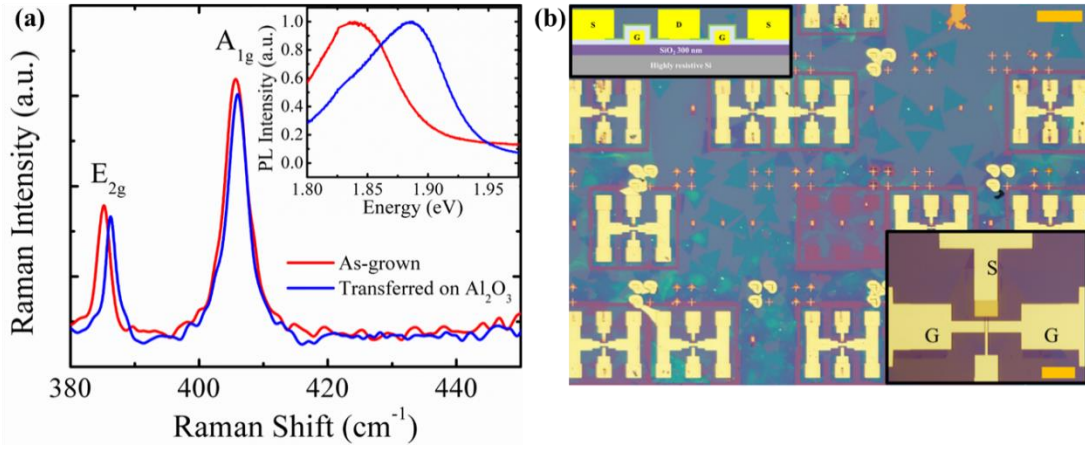 (a)
Raman Intensity (a.u.)
E2g
A1g
PL Intensity (a.u.)
1.0
0.8
0.6
0.4
0.2
0.0
1.80 1.85 1.90 1.95
Energy (eV)
As-grown
Transferred on Al2O3
380 400 420 440
Raman Shift (cm-1)
(b)
S D S
G G
SiO2 300 nm
Highly resistive Si
S
G G